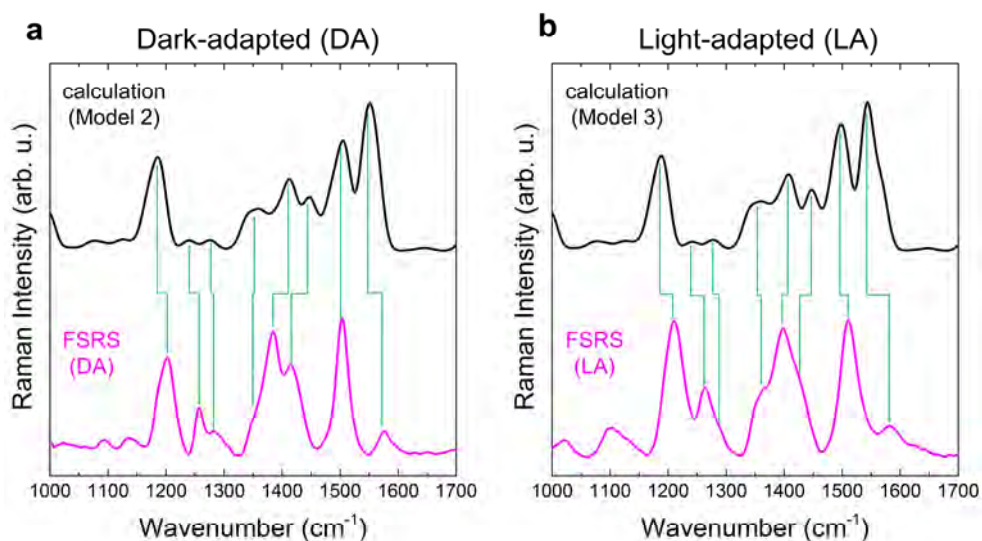 a
Dark-adapted (DA)
b
Light-adapted (LA)
calculation
(Model 2)
calculation
(Model 3)
Raman Intensity (arb. u.)
Raman Intensity (arb. u.)
FSRS
(DA)
FSRS
(LA)
1000 1100 1200 1300 1400 1500 1600 1700
1000 1100 1200 1300 1400 1500 1600 1700
Wavenumber (cm⁻¹)
Wavenumber (cm⁻¹)